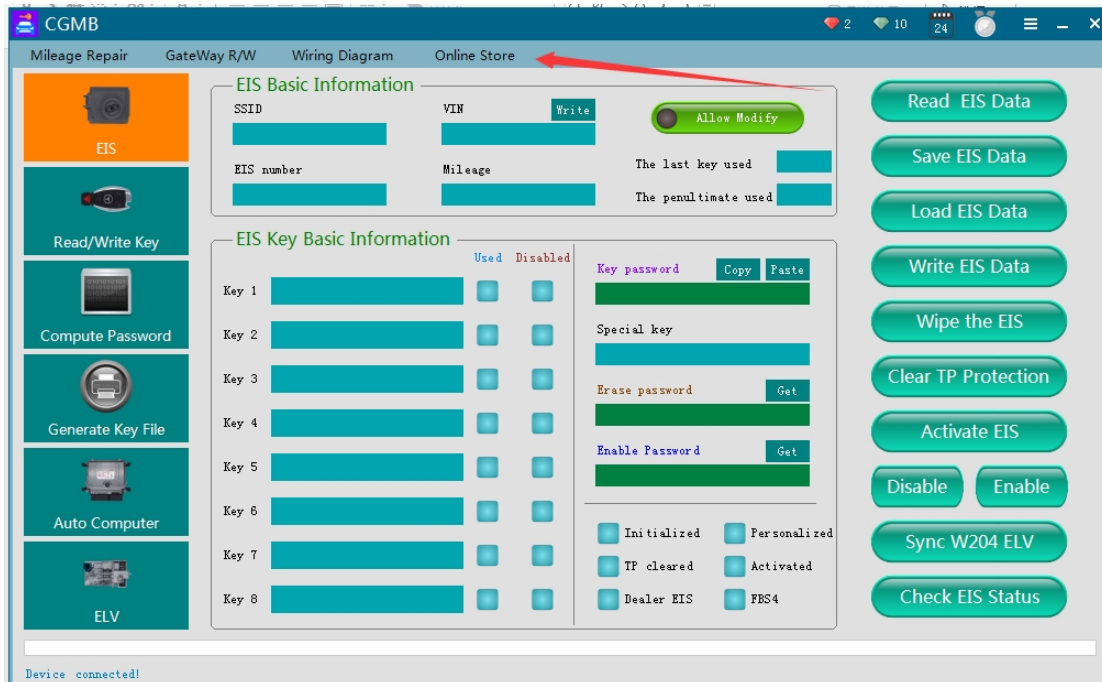 CGMB
2
10
24
Mileage Repair
GateWay R/W
Wiring Diagram
Online Store
EIS
Read/Write Key
Compute Password
Generate Key File
Auto Computer
ELV
EIS Basic Information
SSID
VIN
Write
Allow Modify
EIS number
Mileage
The last key used
The penultimate used
EIS Key Basic Information
Used Disabled
Key 1
Key 2
Key 3
Key 4
Key 5
Key 6
Key 7
Key 8
Key password
Copy
Paste
Special key
Erase password
Get
Enable Password
Get
Initialized
Personalized
TP cleared
Activated
Dealer EIS
FBS4
Read EIS Data
Save EIS Data
Load EIS Data
Write EIS Data
Wipe the EIS
Clear TP Protection
Activate EIS
Disable
Enable
Sync W204 ELV
Check EIS Status
Device connected!